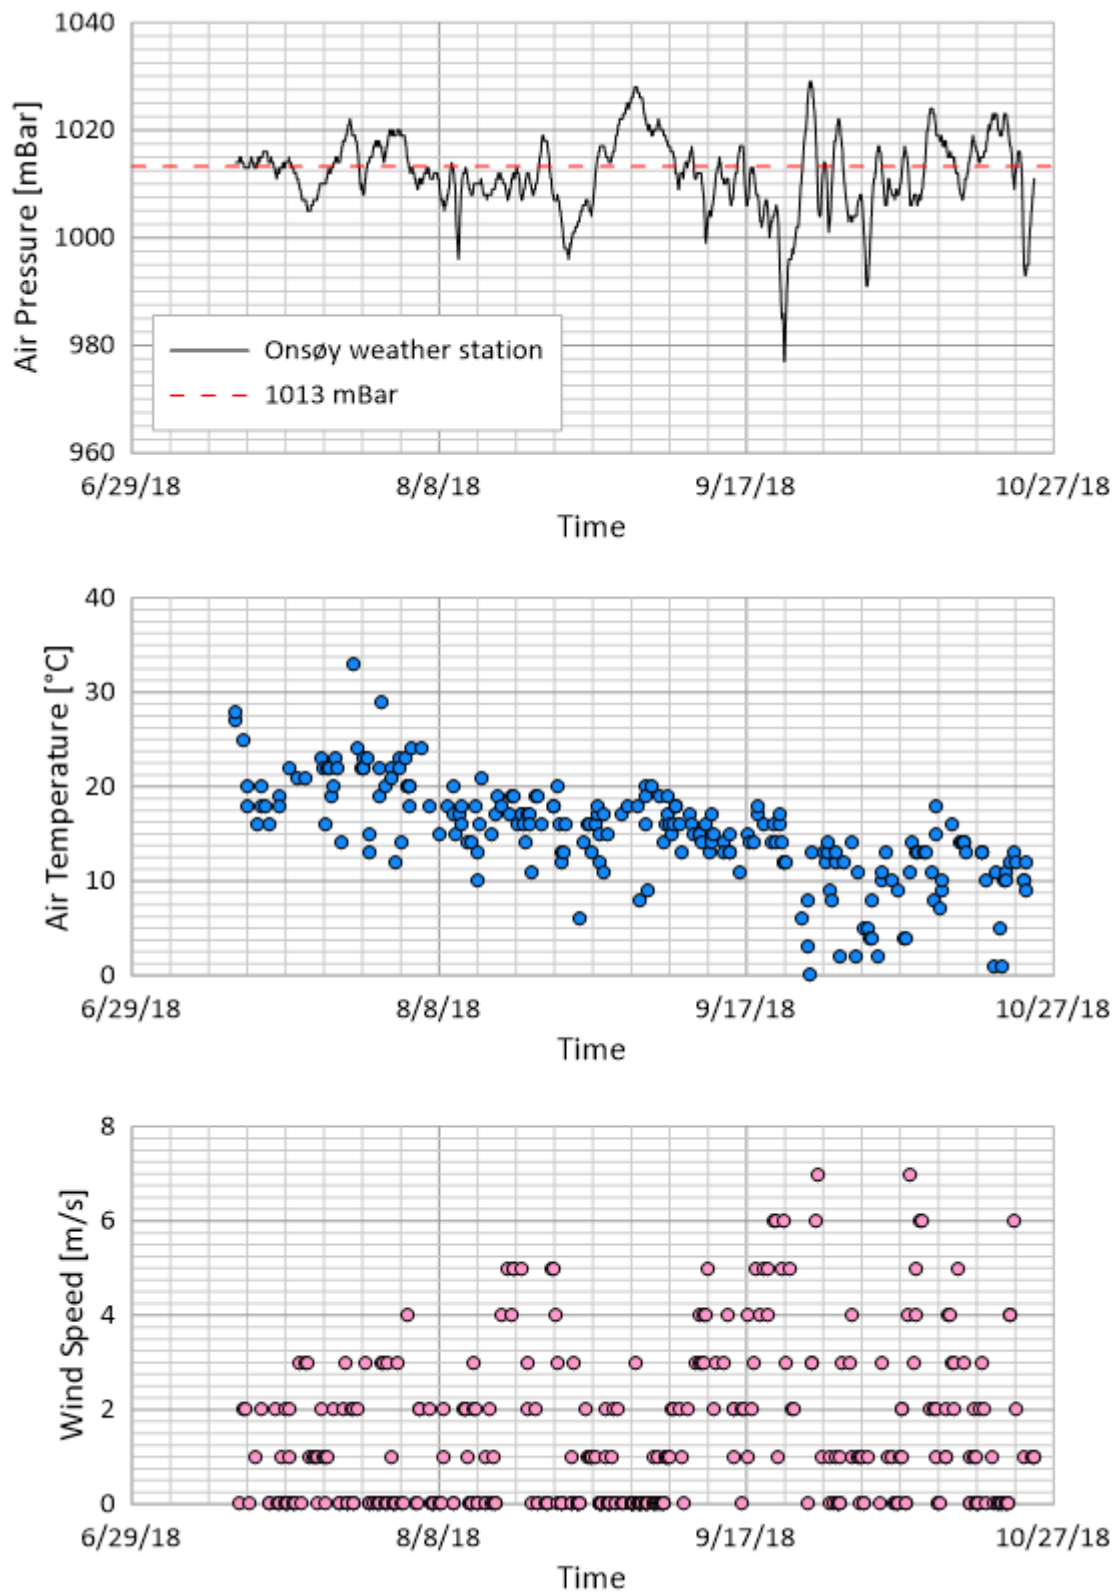 Air Pressure [mBar]
1040
1020
1000
980
960
Onsøy weather station
1013 mBar
6/29/18 8/8/18 9/17/18 10/27/18
Time
Air Temperature [°C]
40
30
20
10
0
6/29/18 8/8/18 9/17/18 10/27/18
Time
Wind Speed [m/s]
8
6
4
2
0
6/29/18 8/8/18 9/17/18 10/27/18
Time